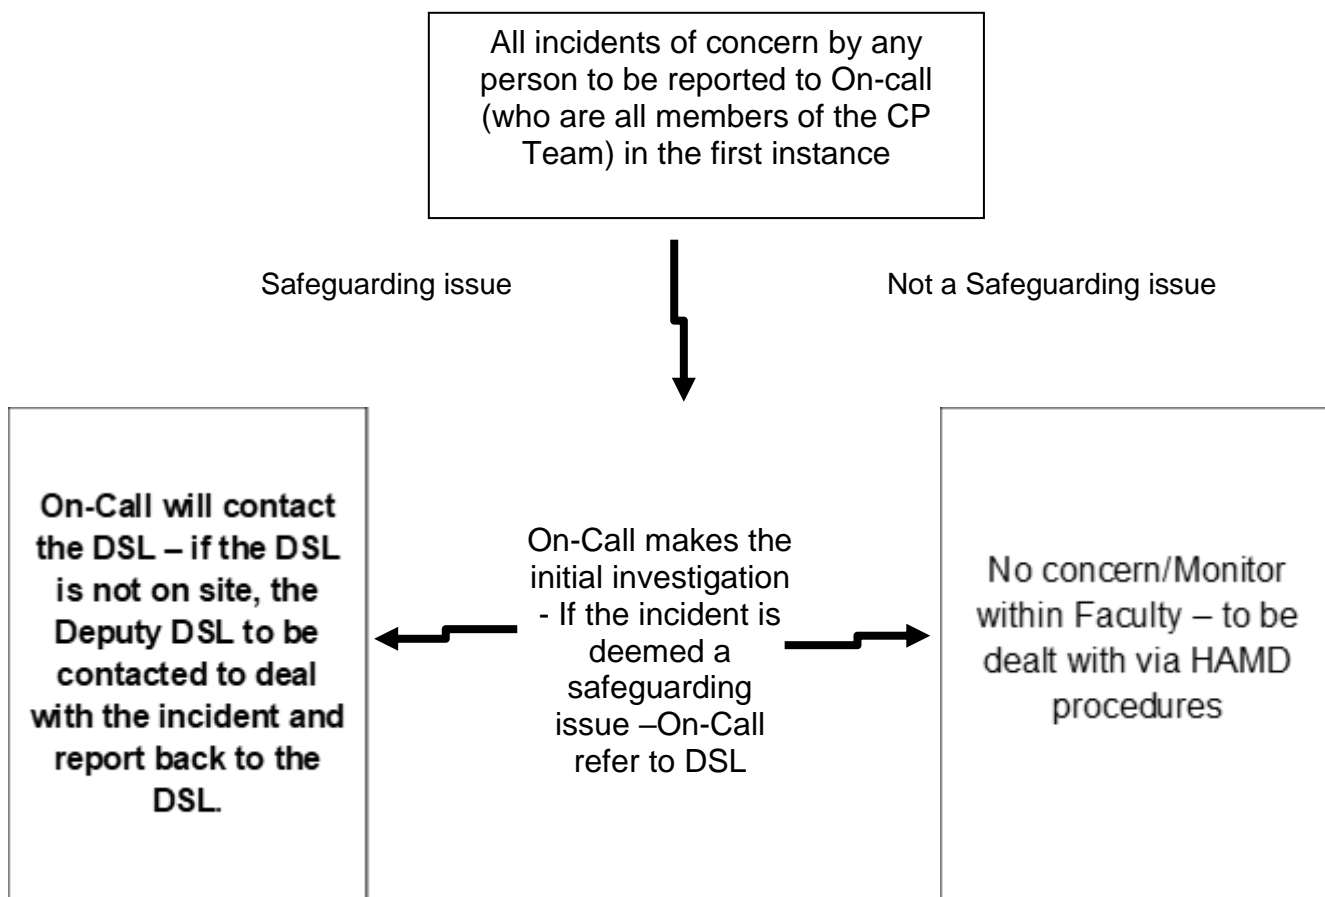 All incidents of concern by any
person to be reported to On-call
(who are all members of the CP
Team) in the first instance
Safeguarding issue
Not a Safeguarding issue
On-Call will contact
the DSL – if the DSL
is not on site, the
Deputy DSL to be
contacted to deal
with the incident and
report back to the
DSL.
On-Call makes the
initial investigation
- If the incident is
deemed a
safeguarding
issue –On-Call
refer to DSL
No concern/Monitor
within Faculty – to be
dealt with via HAMD
procedures